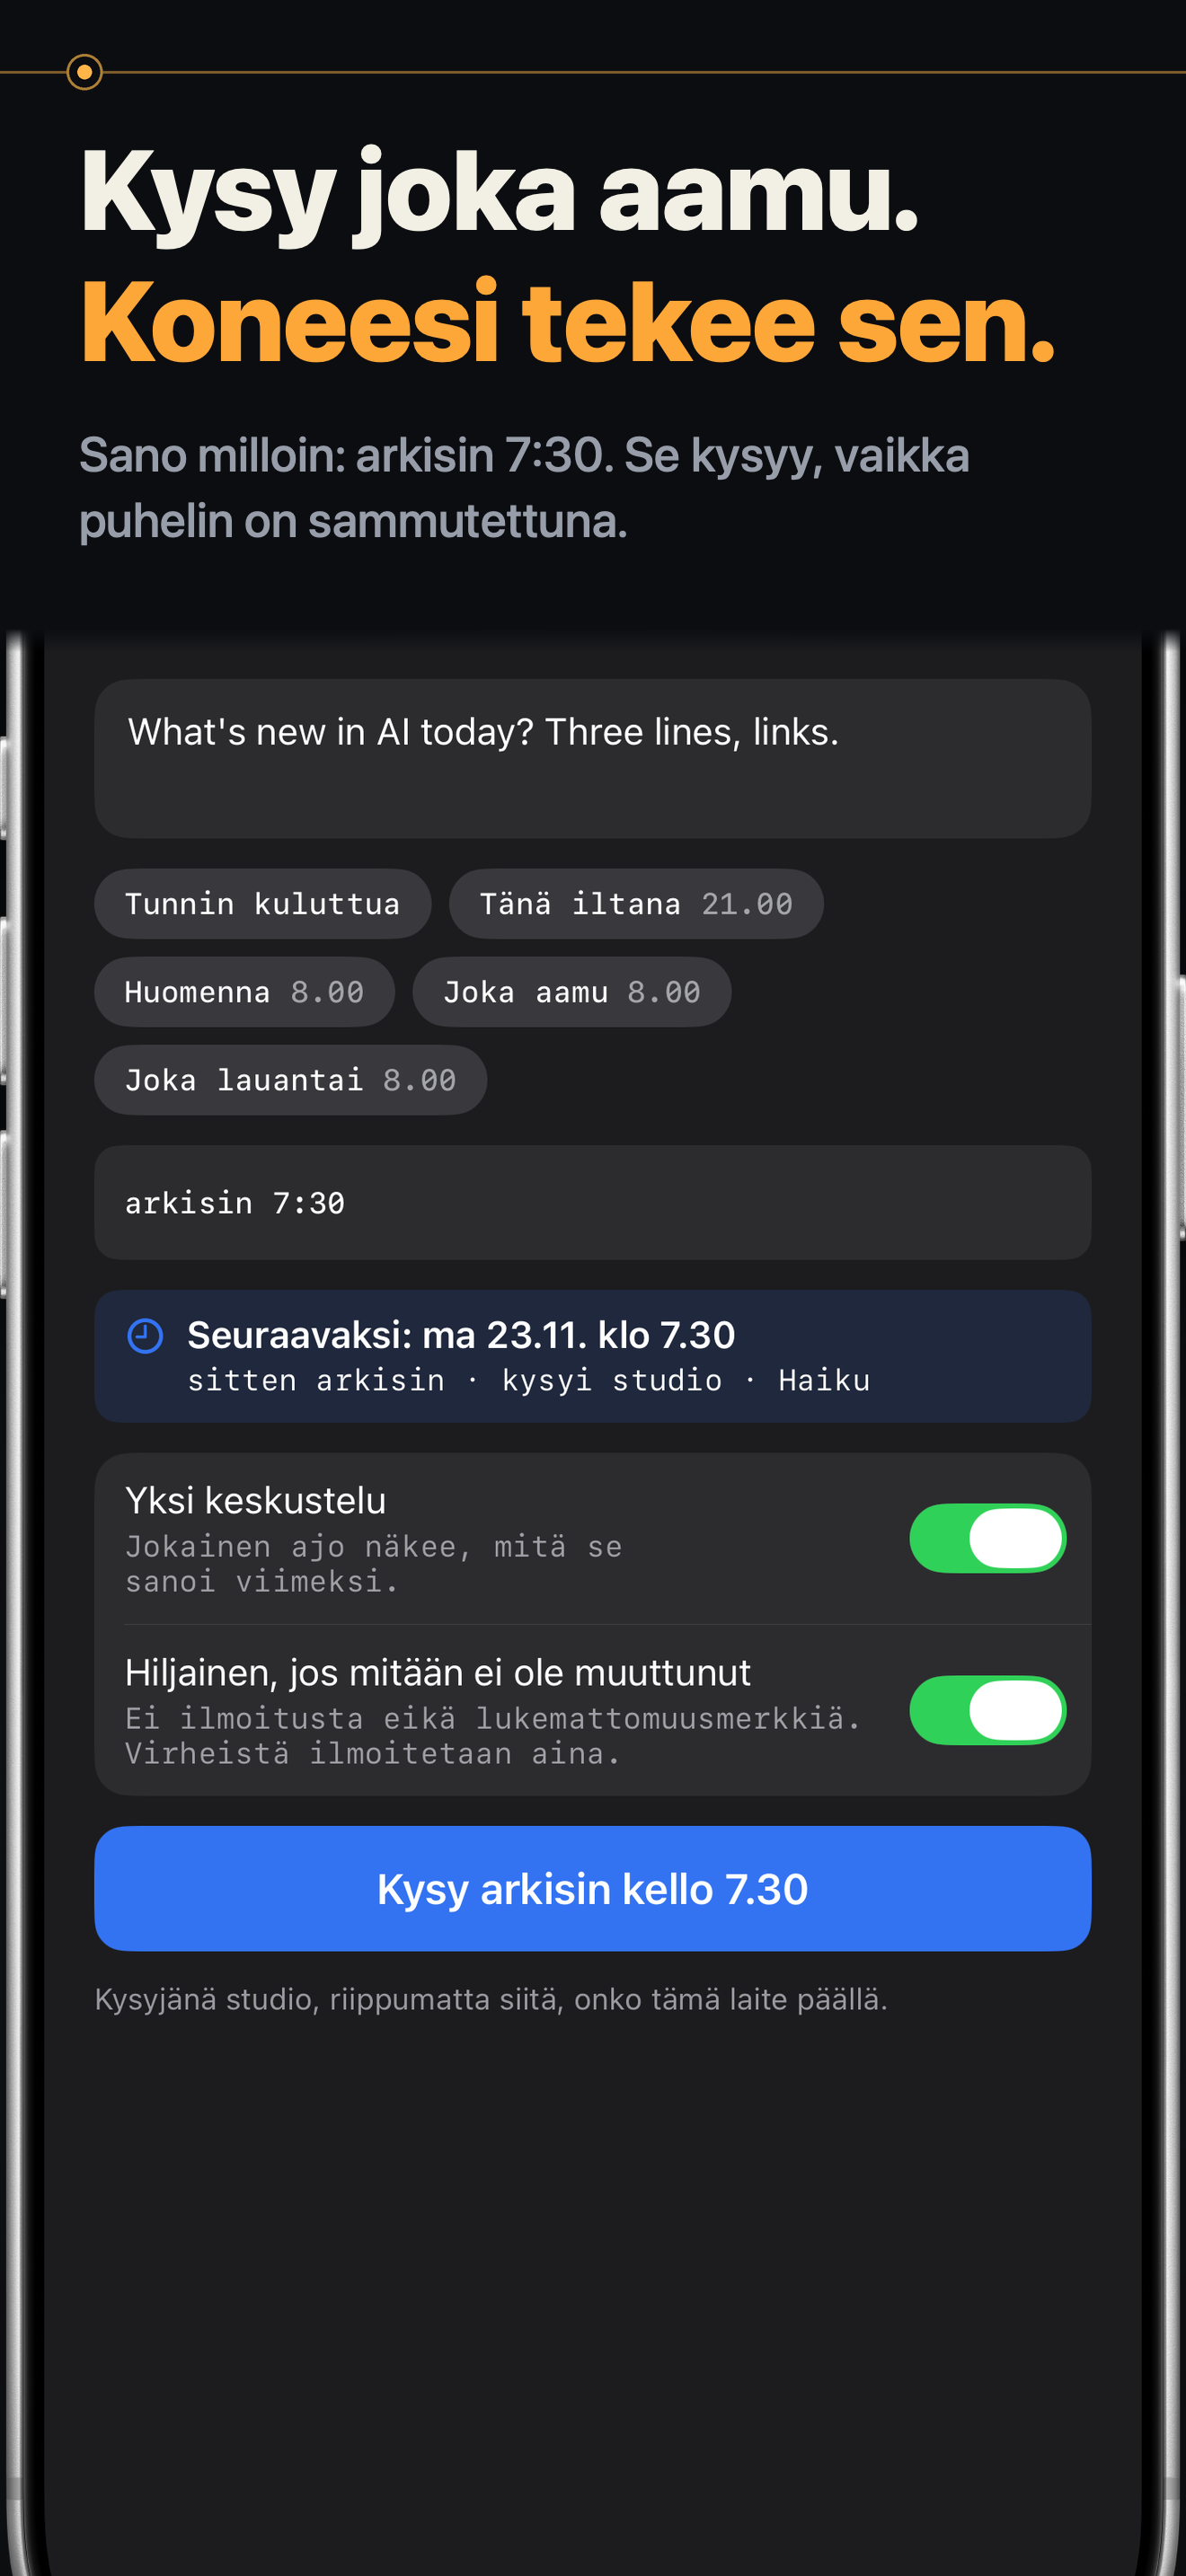 Kysy joka aamu.
Koneesi tekee sen.
Sano milloin: arkisin 7:30. Se kysyy, vaikka
puhelin on sammutettuna.
What's new in AI today? Three lines, links.
Tunnin kuluttua
Tänä iltana 21.00
Huomenna 8.00
Joka aamu 8.00
Joka lauantai 8.00
arkisin 7:30
Seuraavaksi: ma 23.11. klo 7.30
sitten arkisin · kysyi studio · Haiku
Yksi keskustelu
Jokainen ajo näkee, mitä se
sanoi viimeksi.
Hiljainen, jos mitään ei ole muuttunut
Ei ilmoitusta eikä lukemattomuusmerkkiä.
Virheistä ilmoitetaan aina.
Kysy arkisin kello 7.30
Kysyjänä studio, riippumatta siitä, onko tämä laite päällä.